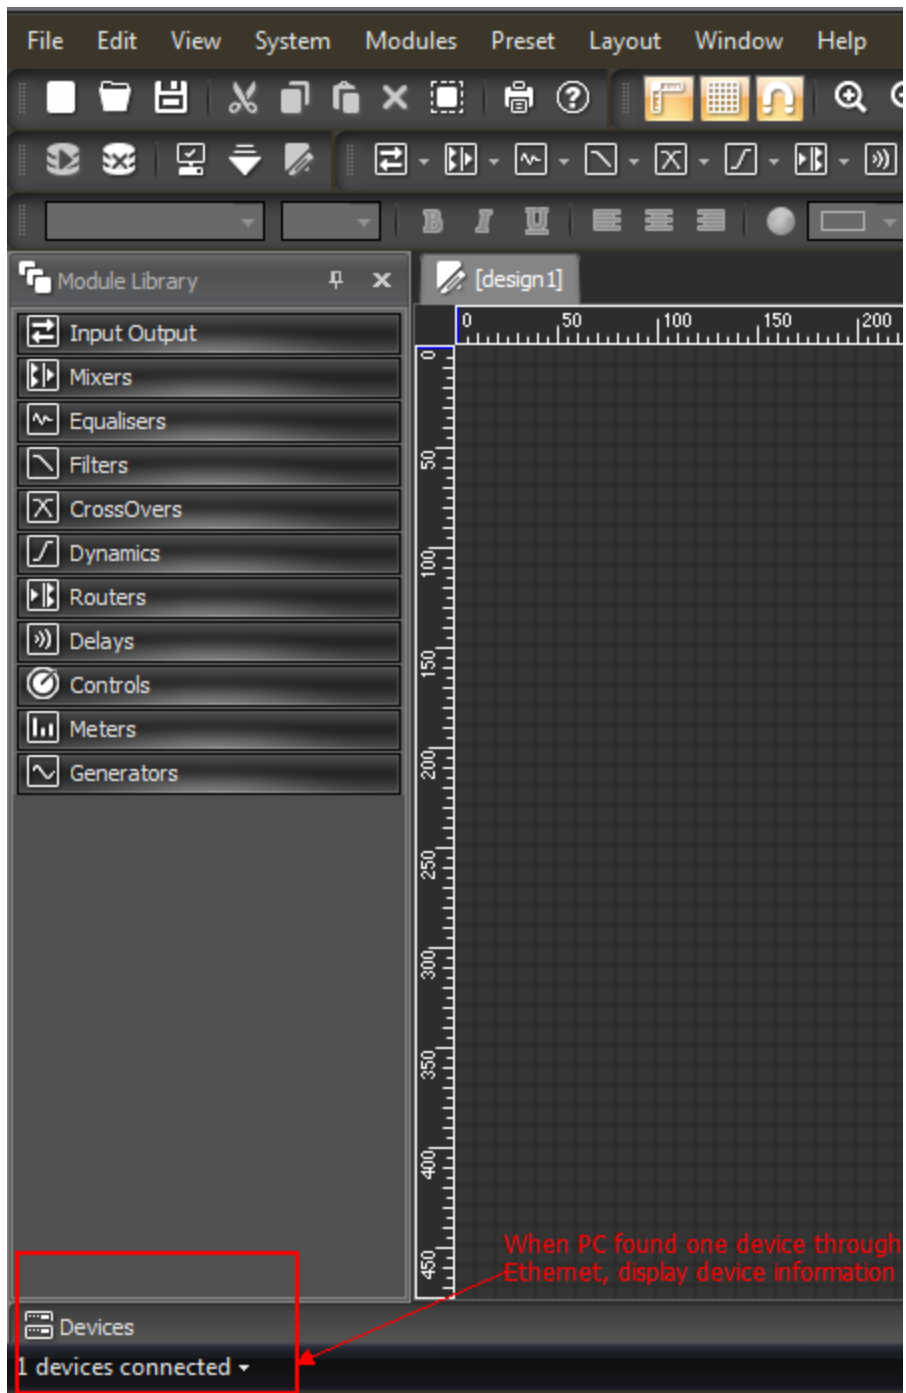 File Edit View System Modules Preset Layout Window Help
B I U
Module Library
[design1]
0 50 100 150 200
Input Output
Mixers
Equalisers
Filters
CrossOvers
Dynamics
Routers
Delays
Controls
Meters
Generators
0
50
100
150
200
250
300
350
400
450
When PC found one device through
Ethernet, display device information
Devices
1 devices connected